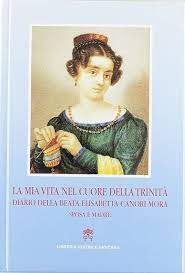 LA MIA VITA NEL CUORE DELLA TRINITÀ
DIARIO DELLA BEATA ELISABETTA CANORI MORA
SPOSA E MADRE
LIBRERIA EDITRICE VATICANA